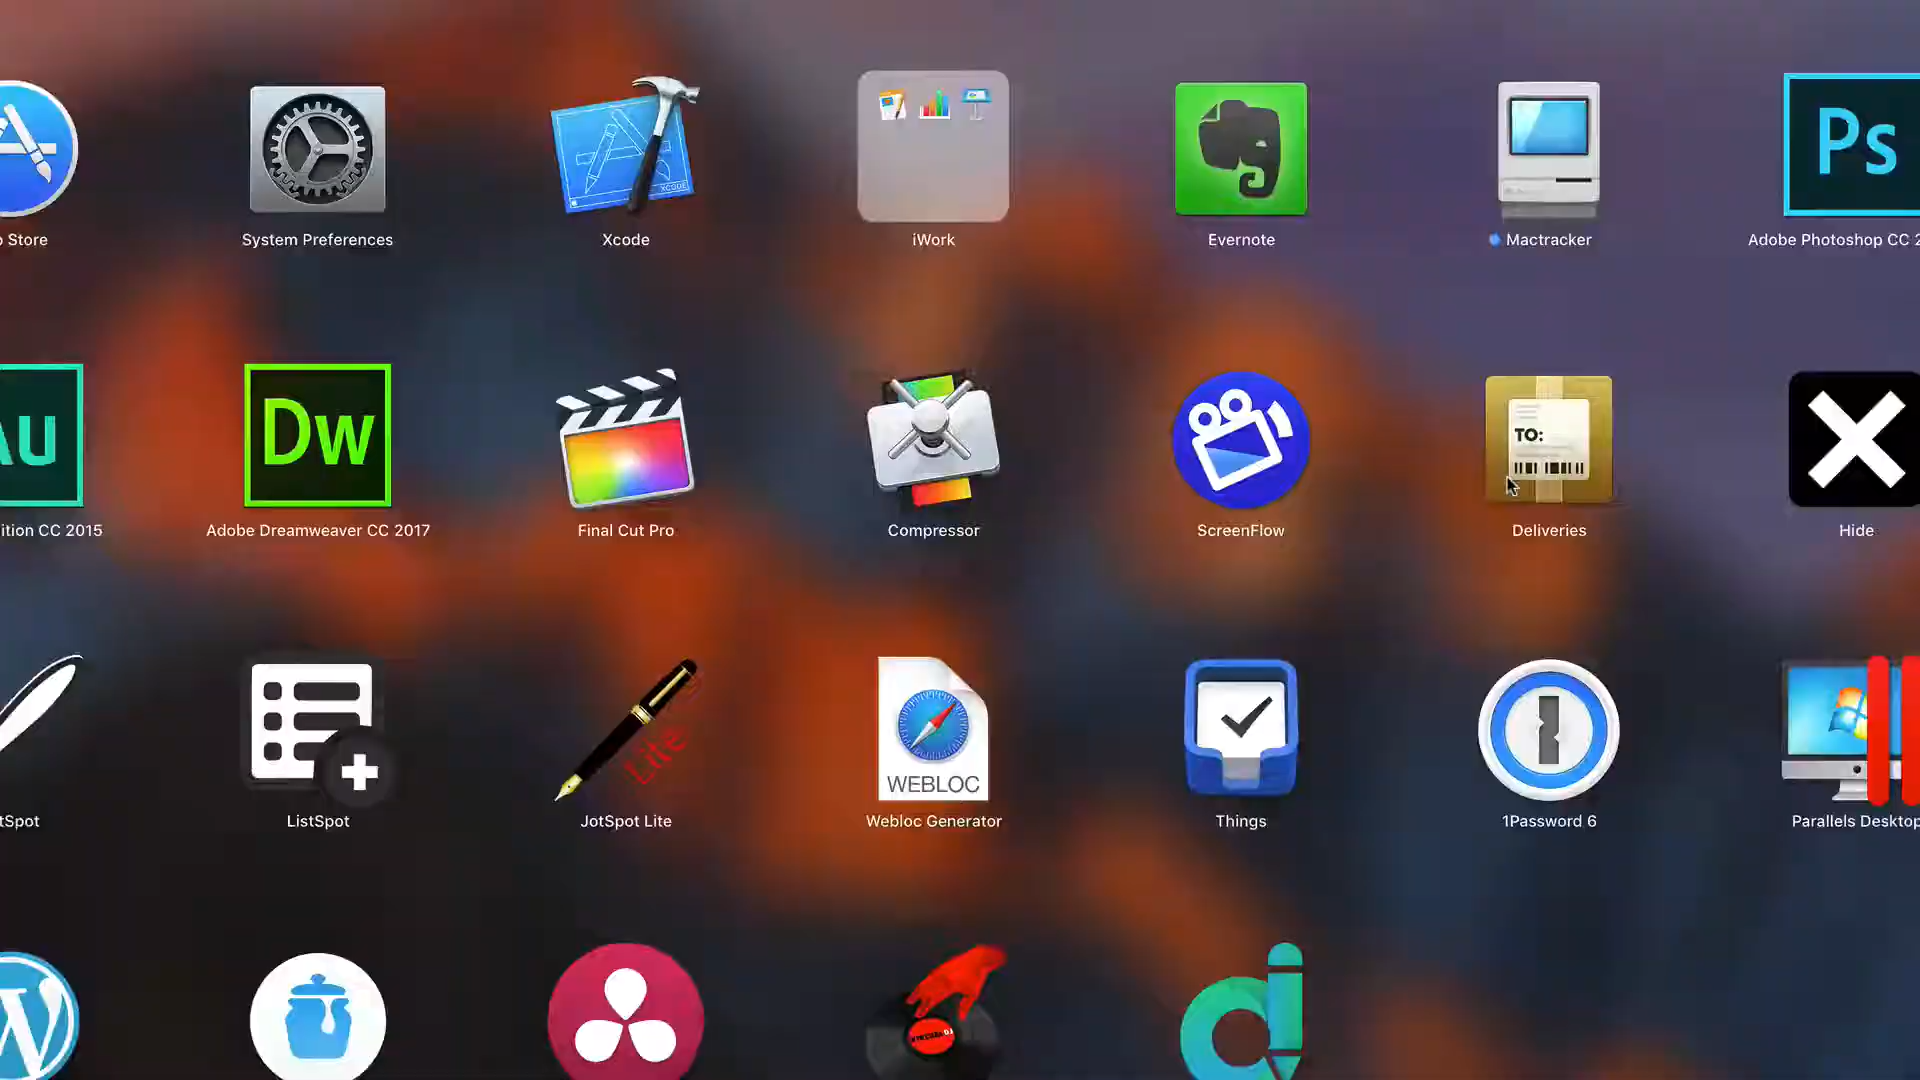 XCODE
Ps
Store
System Preferences
Xcode
iWork
Evernote
Mactracker
Adobe Photoshop CC
Au
Dw
TO:
ition CC 2015
Adobe Dreamweaver CC 2017
Final Cut Pro
Compressor
ScreenFlow
Deliveries
Hide
Lite
WEBLOC
tSpot
ListSpot
JotSpot Lite
Webloc Generator
Things
1Password 6
Parallels Desktop